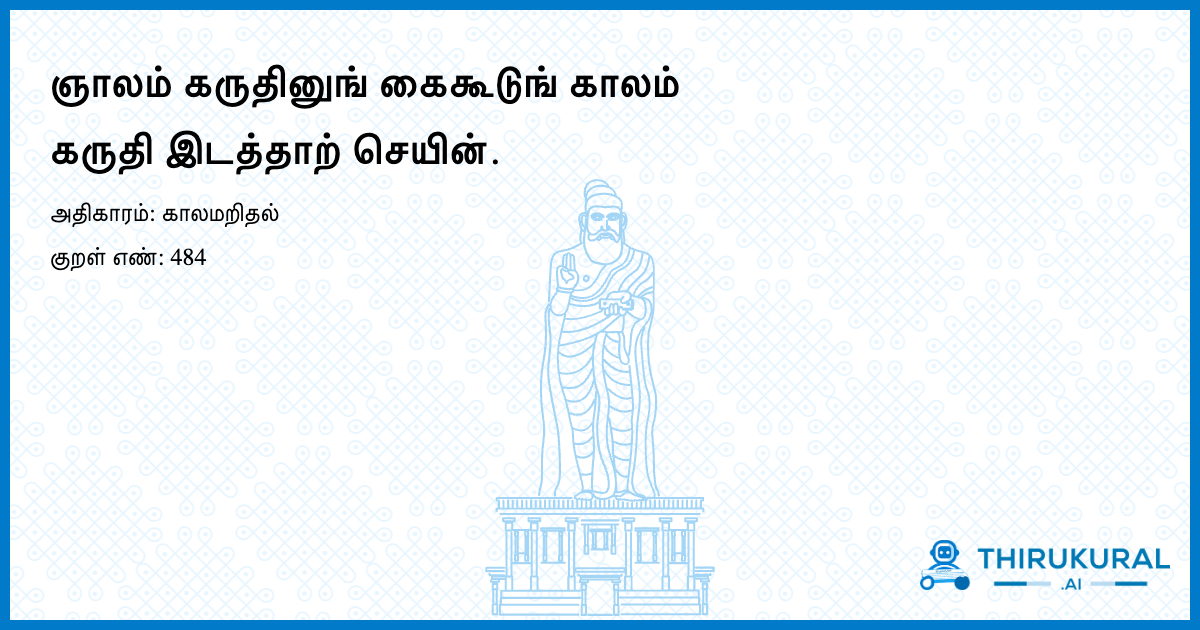 ஞாலம் கருதினுங் கைகூடுங் காலம்
கருதி இடத்தாற் செயின்.
அதிகாரம்: காலமறிதல்
குறள் எண்: 484
THIRUKURAL
.AI